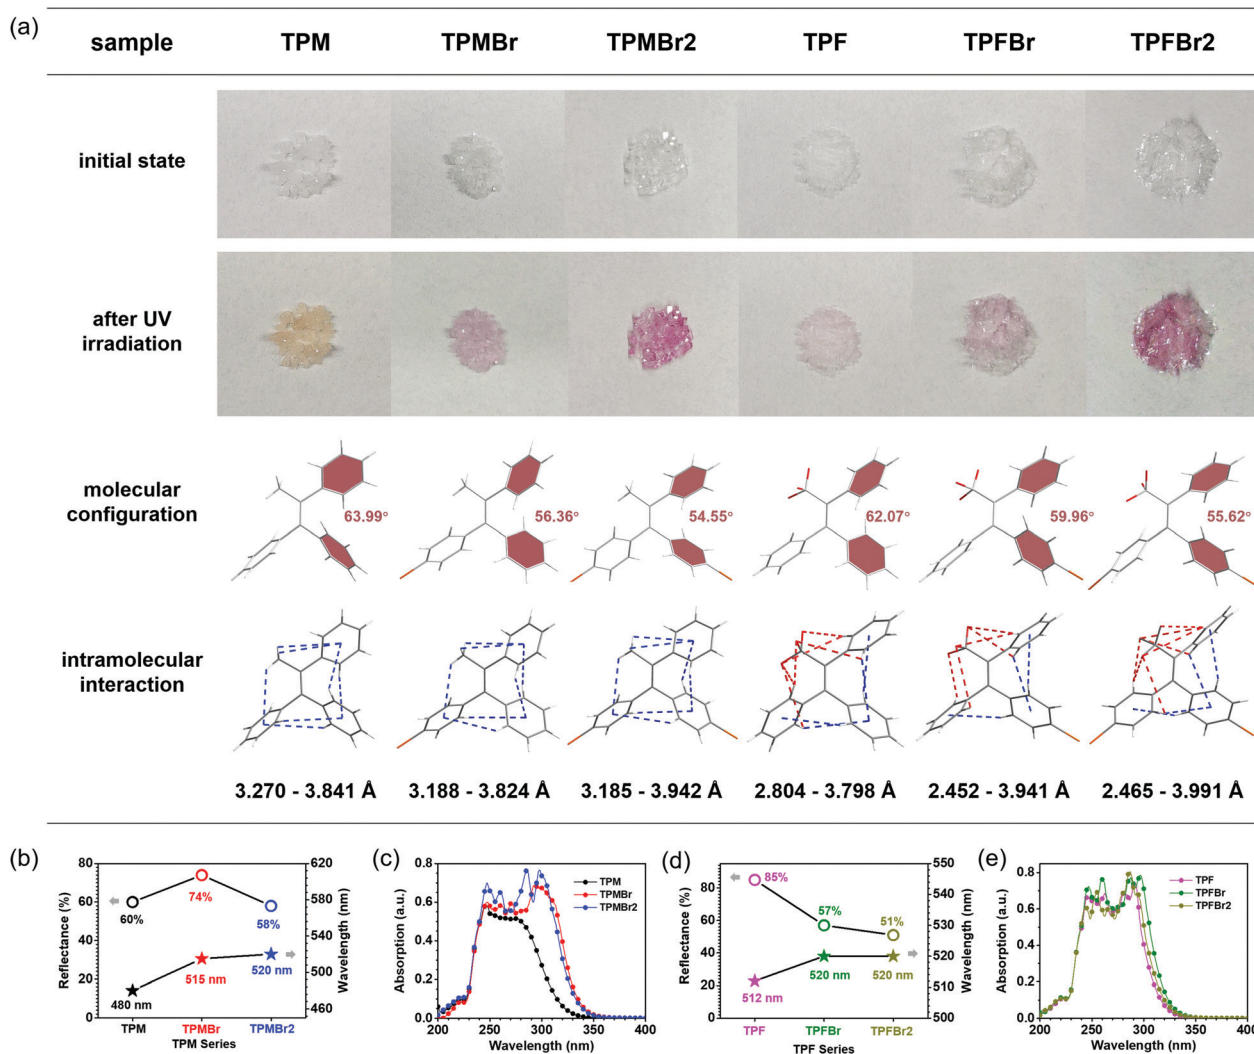 (a)
sample TPM TPMBr TPMBr2 TPF TPFBr TPFBr2
initial state
after UV
irradiation
molecular
configuration
63.99° 56.36° 54.55° 62.07° 59.96° 55.62°
intramolecular
interaction
3.270 - 3.841 Å 3.188 - 3.824 Å 3.185 - 3.942 Å 2.804 - 3.798 Å 2.452 - 3.941 Å 2.465 - 3.991 Å
(b)
Reflectance (%)
80
60
40
20
0
620
580
540
500
460
Wavelength (nm)
60%
74%
58%
480 nm
515 nm
520 nm
TPM TPMBr TPMBr2
TPM Series
(c)
Absorption (a.u.)
0.8
0.6
0.4
0.2
0.0
TPM
TPMBr
TPMBr2
200 250 300 350 400
Wavelength (nm)
(d)
Reflectance (%)
80
60
40
20
0
550
540
530
520
510
500
Wavelength (nm)
85%
57%
51%
512 nm
520 nm
520 nm
TPF TPFBr TPFBr2
TPF Series
(e)
Absorption (a.u.)
0.8
0.6
0.4
0.2
0.0
TPF
TPFBr
TPFBr2
200 250 300 350 400
Wavelength (nm)